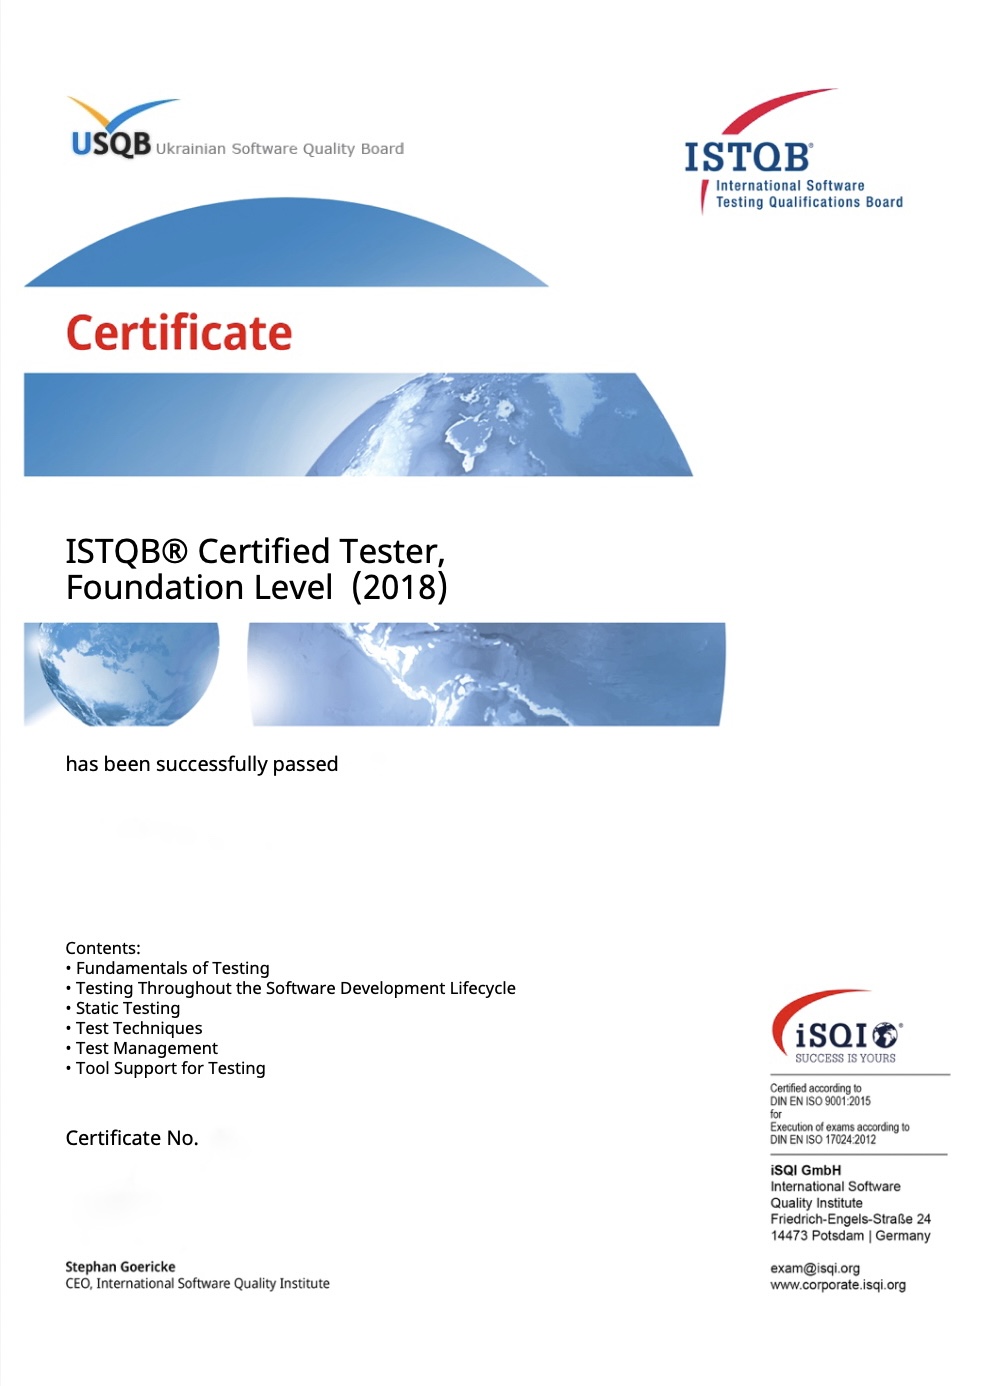 USQB Ukrainian Software Quality Board
ISTQB®
International Software
Testing Qualifications Board
Certificate
ISTQB® Certified Tester,
Foundation Level (2018)
has been successfully passed
Contents:
• Fundamentals of Testing
• Testing Throughout the Software Development Lifecycle
• Static Testing
• Test Techniques
• Test Management
• Tool Support for Testing
Certificate No.
Stephan Goericke
CEO, International Software Quality Institute
iSQI®
SUCCESS IS YOURS
Certified according to
DIN EN ISO 9001:2015
for
Execution of exams according to
DIN EN ISO 17024:2012
iSQI GmbH
International Software
Quality Institute
Friedrich-Engels-Straße 24
14473 Potsdam | Germany
exam@isqi.org
www.corporate.isqi.org